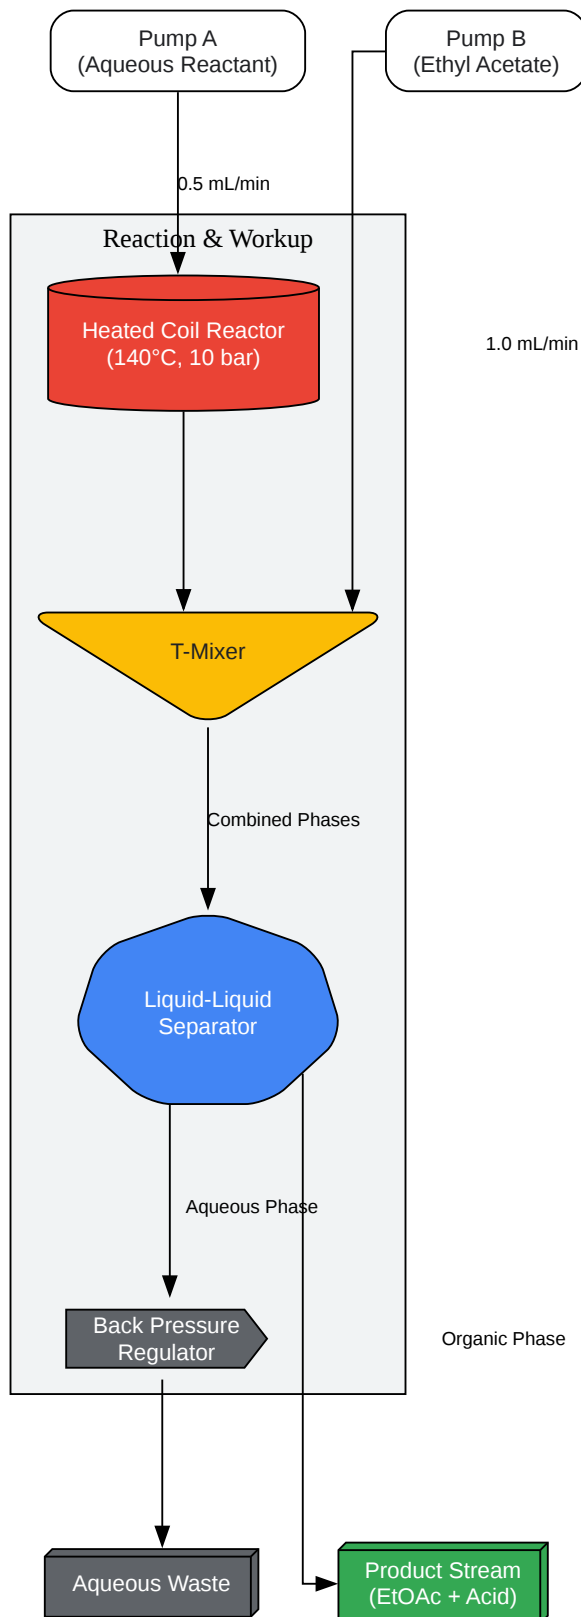 Pump A
(Aqueous Reactant)
Pump B
(Ethyl Acetate)
0.5 mL/min
Reaction & Workup
Heated Coil Reactor
(140°C, 10 bar)
1.0 mL/min
T-Mixer
Combined Phases
Liquid-Liquid
Separator
Aqueous Phase
Back Pressure
Regulator
Organic Phase
Aqueous Waste
Product Stream
(EtOAc + Acid)